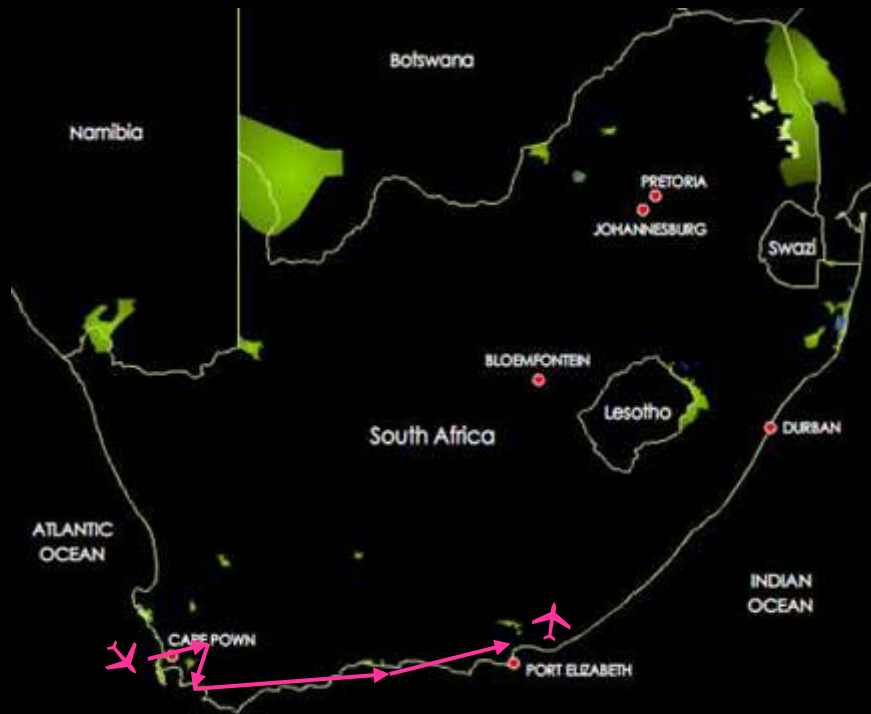 Botswana
Namibia
PRETORIA
JOHANNESBURG
Swazi
BLOEMFONTEIN
Lesotho
South Africa
DURBAN
ATLANTIC
OCEAN
INDIAN
OCEAN
CAPE POWN
PORT ELIZABETH